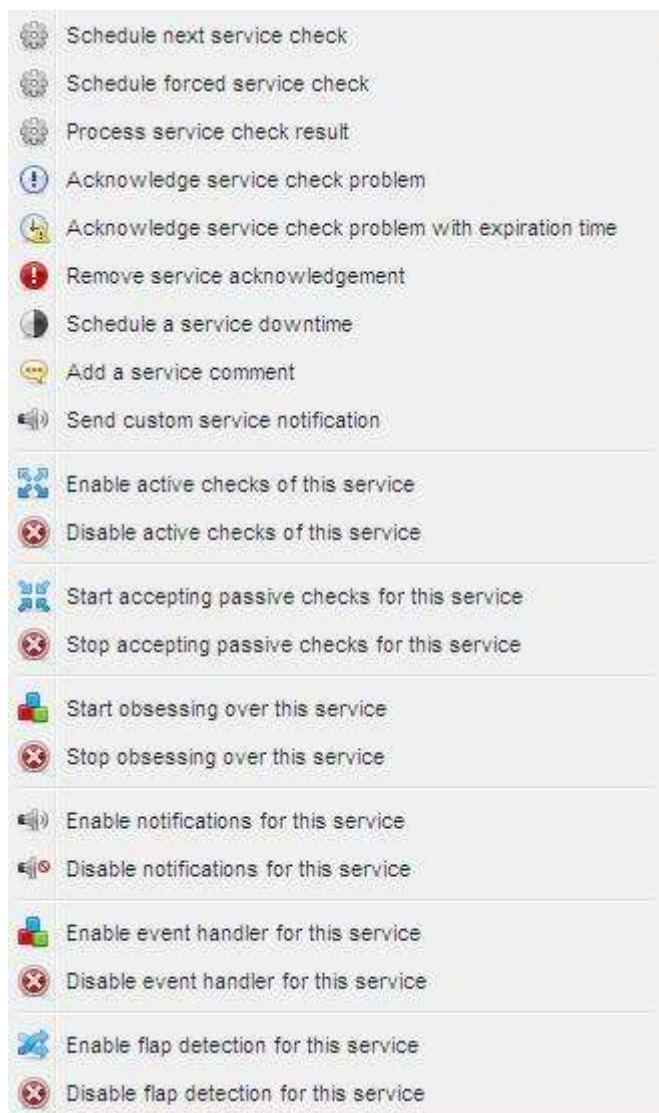 Schedule next service check
Schedule forced service check
Process service check result
Acknowledge service check problem
Acknowledge service check problem with expiration time
Remove service acknowledgement
Schedule a service downtime
Add a service comment
Send custom service notification
Enable active checks of this service
Disable active checks of this service
Start accepting passive checks for this service
Stop accepting passive checks for this service
Start obsessing over this service
Stop obsessing over this service
Enable notifications for this service
Disable notifications for this service
Enable event handler for this service
Disable event handler for this service
Enable flap detection for this service
Disable flap detection for this service